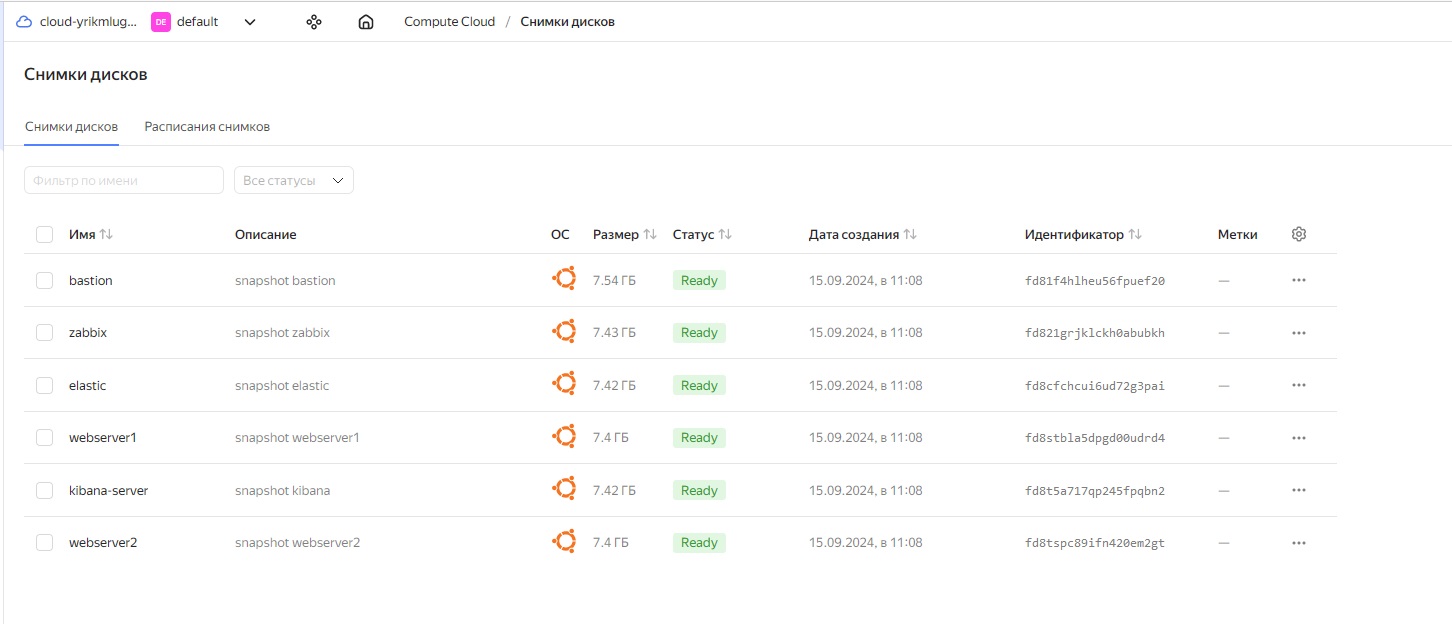 cloud-yrikmlug... DE default Compute Cloud / Снимки дисков
Снимки дисков
Снимки дисков Расписания снимков
Фильтр по имени Все статусы
Имя Описание ОС Размер Статус Дата создания Идентификатор Метки
bastion snapshot bastion 7.54 ГБ Ready 15.09.2024, в 11:08 fd81f4hlheu56fpuef20 —
zabbix snapshot zabbix 7.43 ГБ Ready 15.09.2024, в 11:08 fd821grjklckh0abubkh —
elastic snapshot elastic 7.42 ГБ Ready 15.09.2024, в 11:08 fd8cfchcui6ud72g3pai —
webserver1 snapshot webserver1 7.4 ГБ Ready 15.09.2024, в 11:08 fd8stbla5dpgd00udrd4 —
kibana-server snapshot kibana 7.42 ГБ Ready 15.09.2024, в 11:08 fd8t5a717qp245fpqbn2 —
webserver2 snapshot webserver2 7.4 ГБ Ready 15.09.2024, в 11:08 fd8tspc89ifn420em2gt —